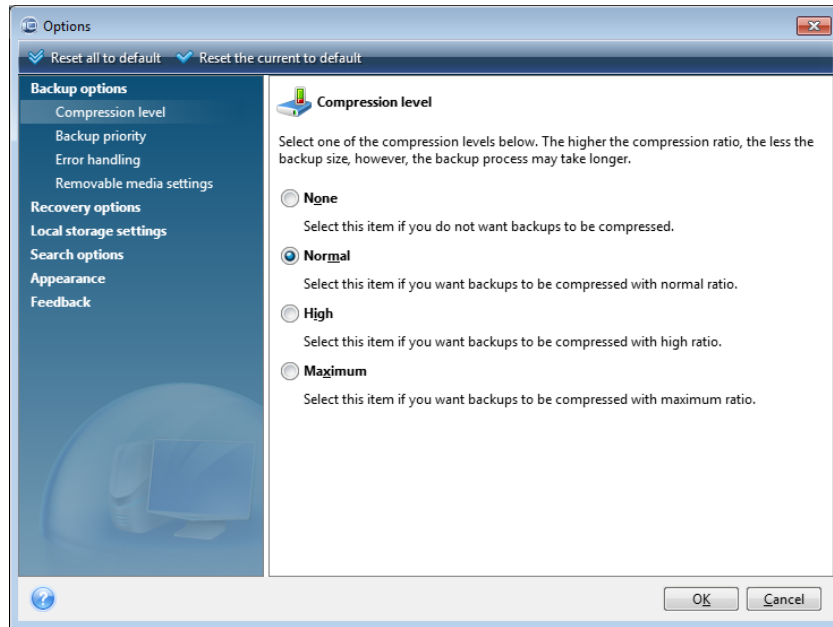 Options
Reset all to default Reset the current to default
Backup options
Compression level
Backup priority
Error handling
Removable media settings
Recovery options
Local storage settings
Search options
Appearance
Feedback
Compression level
Select one of the compression levels below. The higher the compression ratio, the less the
backup size, however, the backup process may take longer.
None
Select this item if you do not want backups to be compressed.
Normal
Select this item if you want backups to be compressed with normal ratio.
High
Select this item if you want backups to be compressed with high ratio.
Maximum
Select this item if you want backups to be compressed with maximum ratio.
OK Cancel